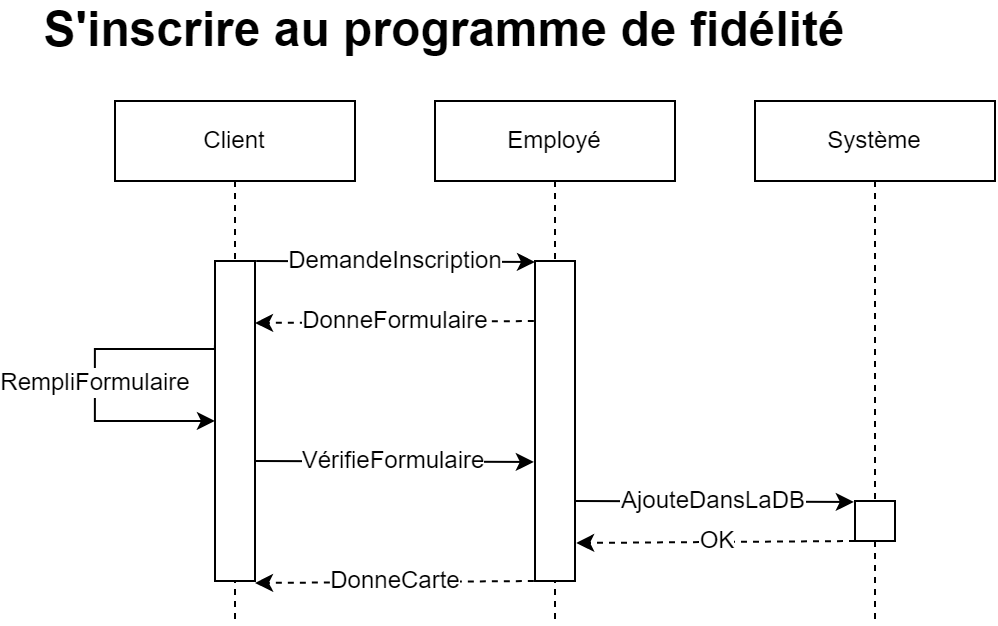 S'inscrire au programme de fidélité
Client
Employé
Système
DemandeInscription
DonneFormulaire
RempliFormulaire
VérifieFormulaire
AjouteDansLaDB
OK
DonneCarte